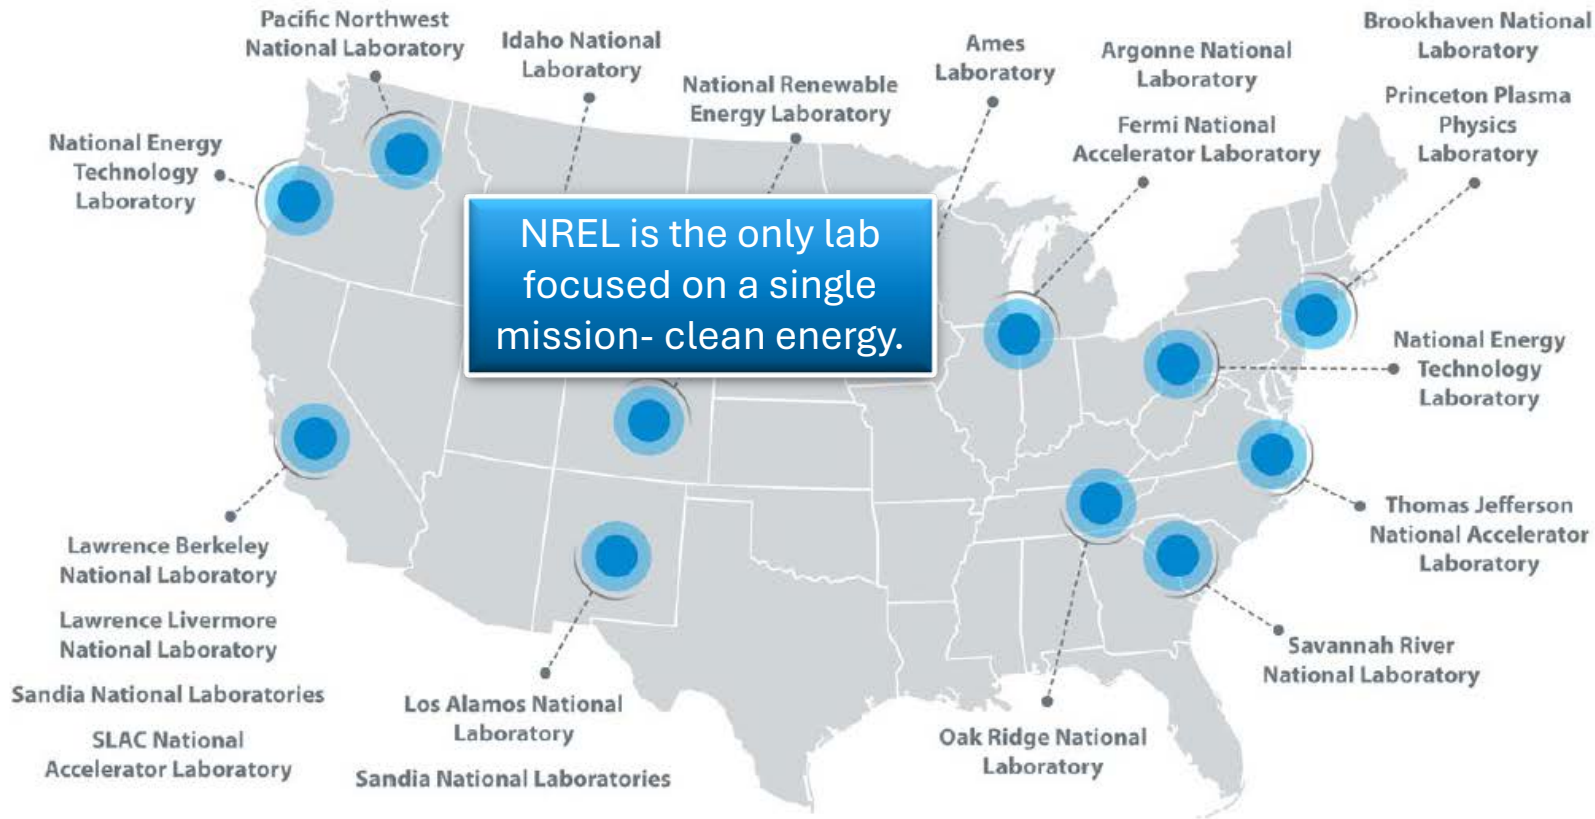 Pacific Northwest
National Laboratory
Idaho National
Laboratory
National Renewable
Energy Laboratory
Ames
Laboratory
Argonne National
Laboratory
Fermi National
Accelerator Laboratory
Brookhaven National
Laboratory
Princeton Plasma
Physics
Laboratory
National Energy
Technology
Laboratory
NREL is the only lab
focused on a single
mission- clean energy.
National Energy
Technology
Laboratory
Thomas Jefferson
National Accelerator
Laboratory
Savannah River
National Laboratory
Oak Ridge National
Laboratory
Los Alamos National
Laboratory
Sandia National Laboratories
Lawrence Berkeley
National Laboratory
Lawrence Livermore
National Laboratory
Sandia National Laboratories
SLAC National
Accelerator Laboratory